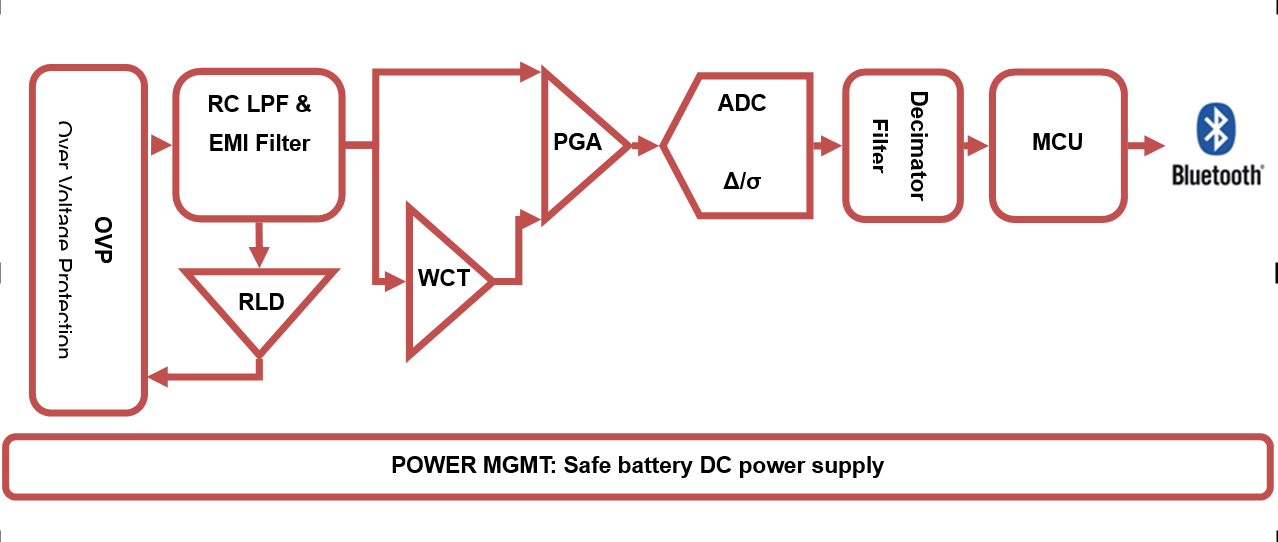 OVP
Over Voltage Protection
RC LPF &
EMI Filter
RLD
WCT
PGA
ADC
Δ/σ
Decimator
Filter
MCU
Bluetooth®
POWER MGMT: Safe battery DC power supply